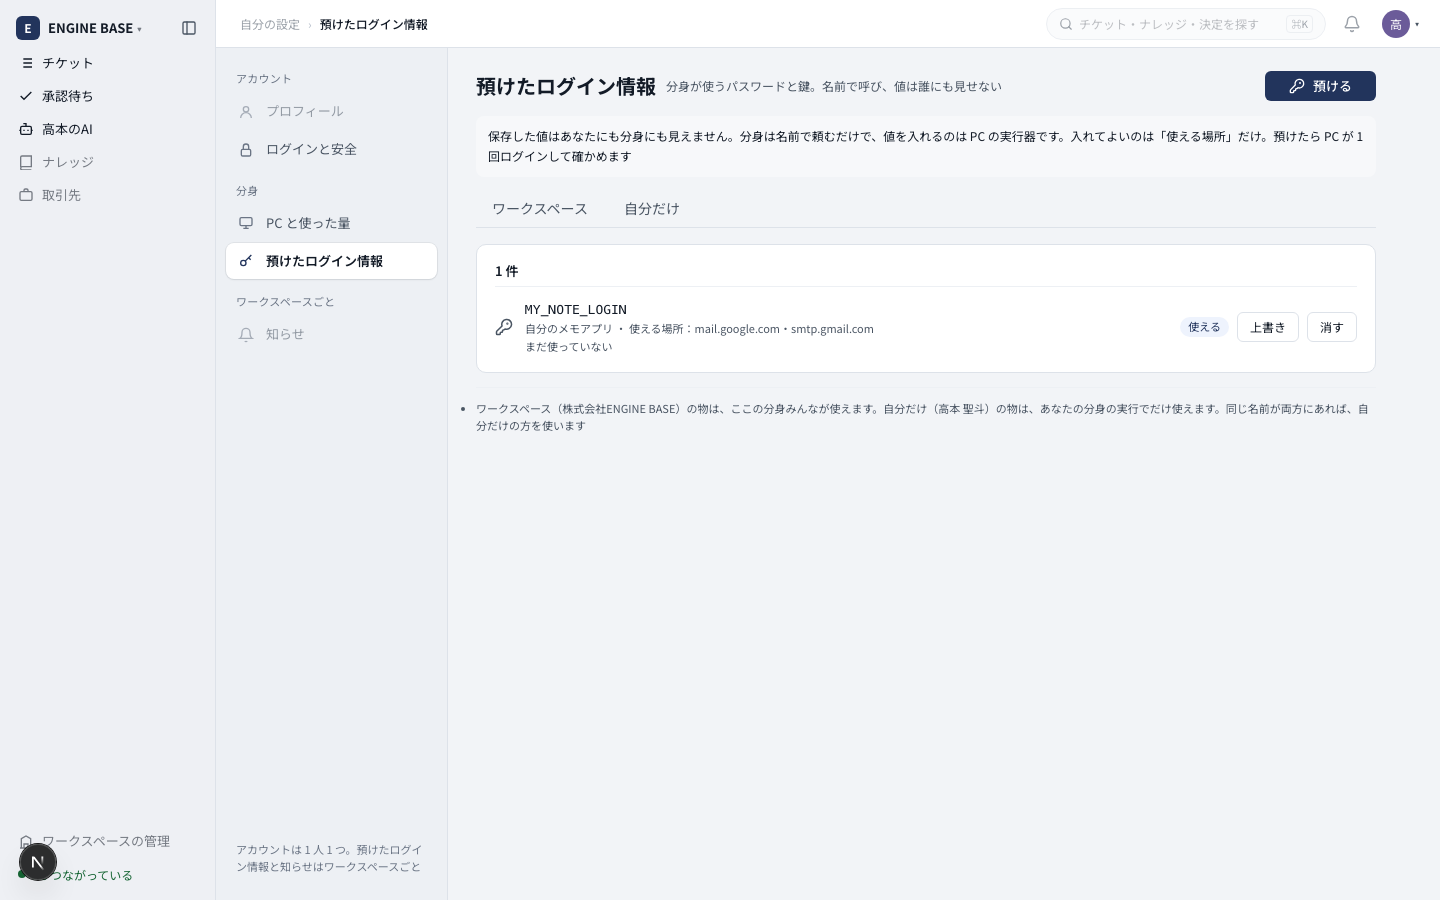 E ENGINE BASE
チケット
承認待ち
高本のAI
ナレッジ
取引先
ワークスペースの管理
つながっている
自分の設定 › 預けたログイン情報
チケット・ナレッジ・決定を探す ⌘K
高
アカウント
プロフィール
ログインと安全
分身
PC と使った量
預けたログイン情報
ワークスペースごと
知らせ
アカウントは 1 人 1 つ。預けたログイ
ン情報と知らせはワークスペースごと
預けたログイン情報 分身が使うパスワードと鍵。名前で呼び、値は誰にも見せない
預ける
保存した値はあなたにも分身にも見えません。分身は名前で頼むだけで、値を入れるのは PC の実行器です。入れてよいのは「使える場所」だけ。預けたら PC が 1
回ログインして確かめます
ワークスペース 自分だけ
1 件
MY_NOTE_LOGIN
自分のメモアプリ ・ 使える場所：mail.google.com・smtp.gmail.com
まだ使っていない
使える 上書き 消す
• ワークスペース（株式会社ENGINE BASE）の物は、ここの分身みんなが使えます。自分だけ（高本 聖斗）の物は、あなたの分身の実行でだけ使えます。同じ名前が両方にあれば、自
分だけの方を使います